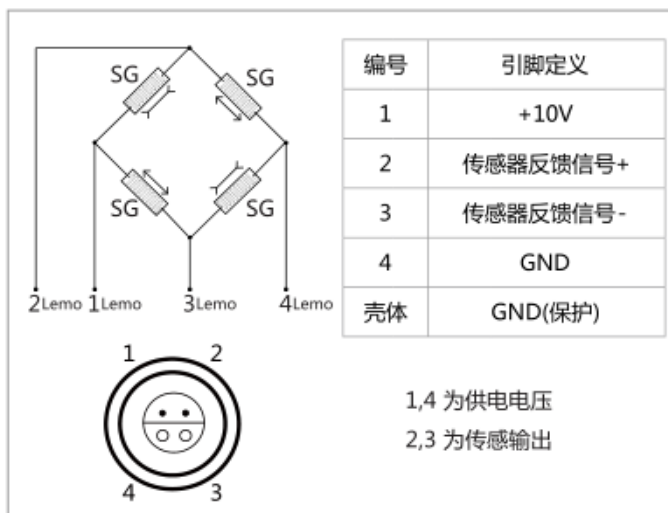 SG SG
SG SG
2Lemo 1Lemo 3Lemo 4Lemo
编号 引脚定义
1 +10V
2 传感器反馈信号+
3 传感器反馈信号-
4 GND
壳体 GND(保护)
1 2
4 3
1,4 为供电电压
2,3 为传感输出